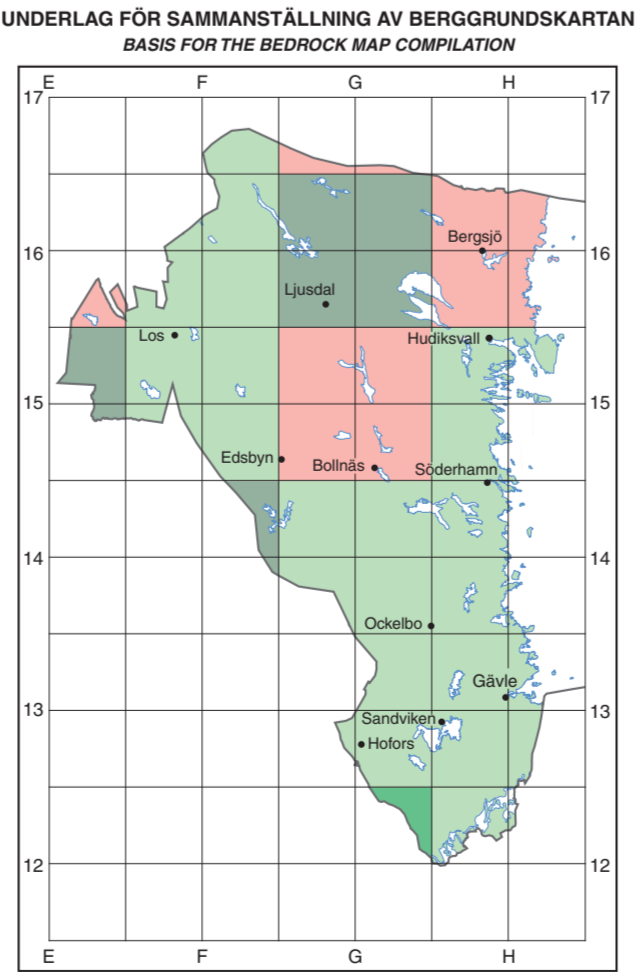 UNDERLAG FÖR SAMMANSTÄLLNING AV BERGGRUNDSKARTAN
BASIS FOR THE BEDROCK MAP COMPILATION
E F G H
17 17
Bergsjö
16 16
Ljusdal
Los
Hudiksvall
15 15
Edsbyn
Bollnäs
Söderhamn
14 14
Ockelbo
Gävle
13 13
Sandviken
Hofors
12 12
E F G H